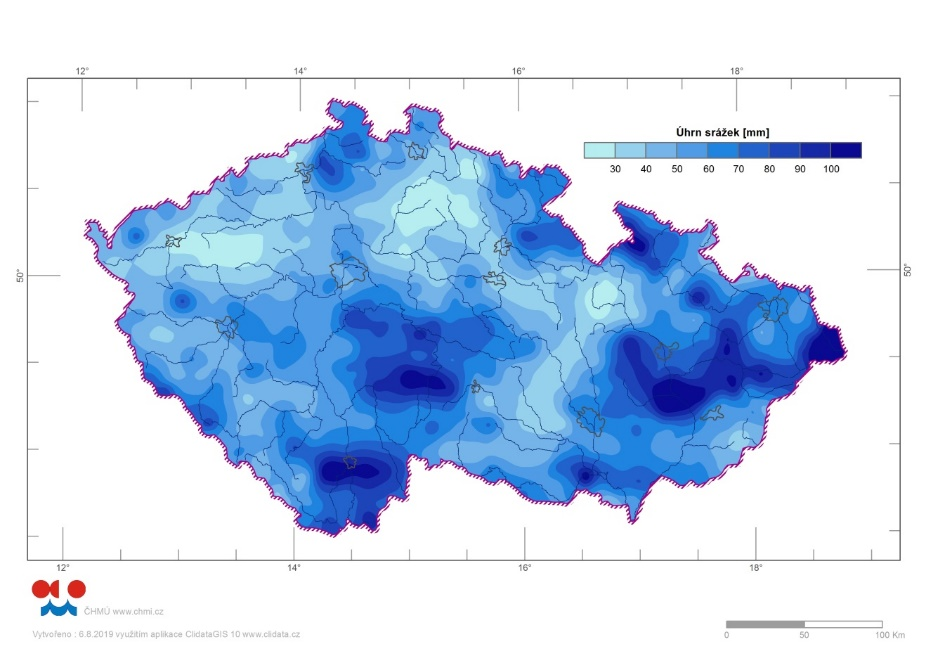 12° 14° 16° 18°
Úhrn srážek [mm]
30 40 50 60 70 80 90 100
50° 50°
12° 14° 16° 18°
ČHMÚ www.chmi.cz
Vytvořeno : 6.8.2019 využitím aplikace ClidataGIS 10 www.clidata.cz
0 50 100 Km